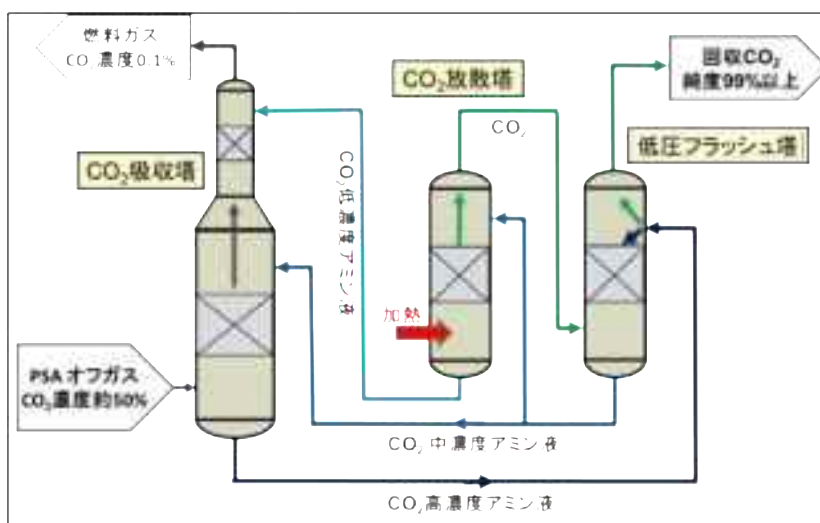 燃料ガス
CO₂濃度0.1%
CO₂放散塔
回収CO₂
純度99%以上
CO₂
低圧フラッシュ塔
CO₂吸収塔
CO₂低濃度アミン液
加熱
PSAオフガス
CO₂濃度約50%
CO₂中濃度アミン液
CO₂高濃度アミン液